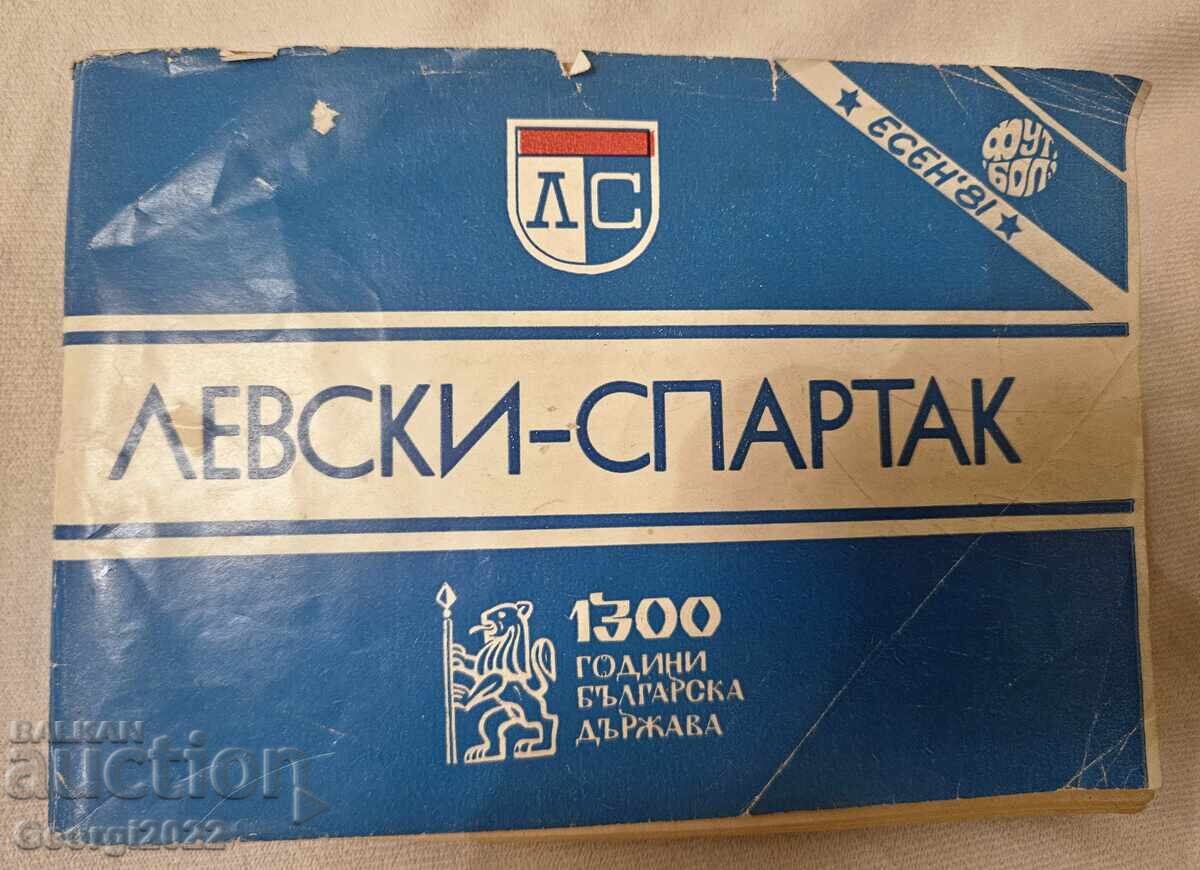 ЛС
ЕСЕН'81
ФУТ
БОЛ
ЛЕВСКИ-СПАРТАК
1300
ГОДИНИ
БЪЛГАРСКА
ДЪРЖАВА
BALKAN
auction
Georgi2022